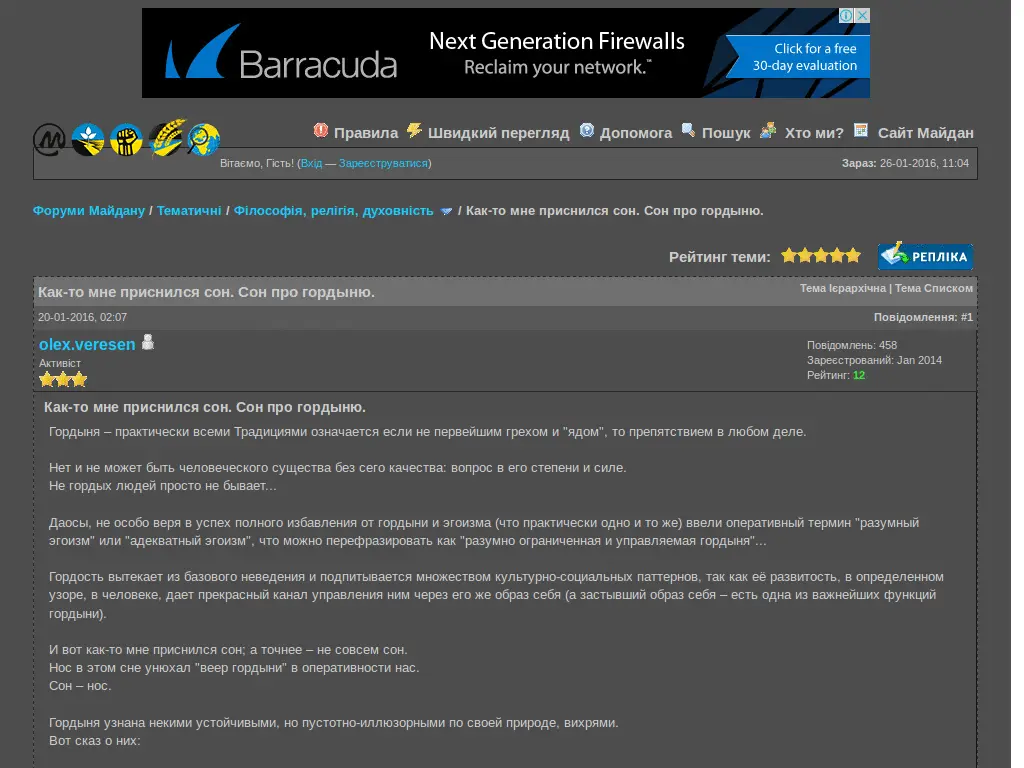 Barracuda
Next Generation Firewalls
Reclaim your network.™
Click for a free
30-day evaluation
Правила Швидкий перегляд Допомога Пошук Хто ми? Сайт Майдан
Вітаємо, Гість! (Вхід — Зареєструватися)
Зараз: 26-01-2016, 11:04
Форуми Майдану / Тематичні / Філософія, релігія, духовність / Как-то мне приснился сон. Сон про гордыню.
Рейтинг теми:
РЕПЛІКА
Как-то мне приснился сон. Сон про гордыню.
Тема Ієрархічна | Тема Списком
20-01-2016, 02:07
Повідомлення: #1
olex.veresen
Активіст
Повідомлень: 458
Зареєстрований: Jan 2014
Рейтинг: 12
Как-то мне приснился сон. Сон про гордыню.
Гордыня – практически всеми Традициями означается если не первейшим грехом и "ядом", то препятствием в любом деле.
Нет и не может быть человеческого существа без сего качества: вопрос в его степени и силе.
Не гордых людей просто не бывает...
Даосы, не особо веря в успех полного избавления от гордыни и эгоизма (что практически одно и то же) ввели оперативный термин "разумный
эгоизм" или "адекватный эгоизм", что можно перефразировать как "разумно ограниченная и управляемая гордыня"...
Гордость вытекает из базового неведения и подпитывается множеством культурно-социальных паттернов, так как её развитость, в определенном
узоре, в человеке, дает прекрасный канал управления ним через его же образ себя (а застывший образ себя – есть одна из важнейших функций
гордыни).
И вот как-то мне приснился сон; а точнее – не совсем сон.
Нос в этом сне унюхал "веер гордыни" в оперативности нас.
Сон – нос.
Гордыня узнана некими устойчивыми, но пустотно-иллюзорными по своей природе, вихрями.
Вот сказ о них: